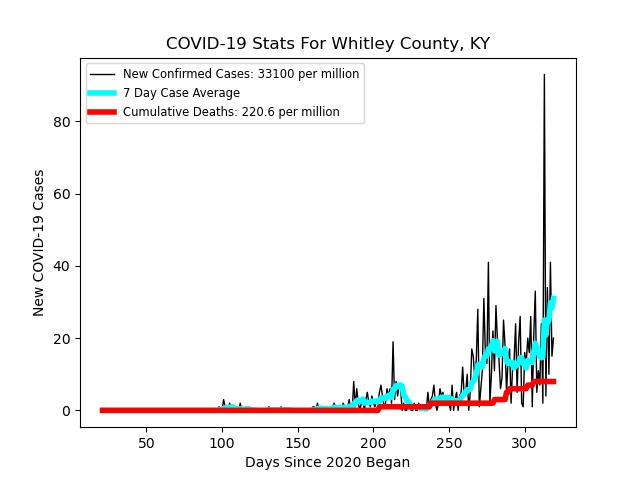 COVID-19 Stats For Whitley County, KY
New Confirmed Cases: 33100 per million
7 Day Case Average
Cumulative Deaths: 220.6 per million
New COVID-19 Cases
80
60
40
20
0
50 100 150 200 250 300
Days Since 2020 Began